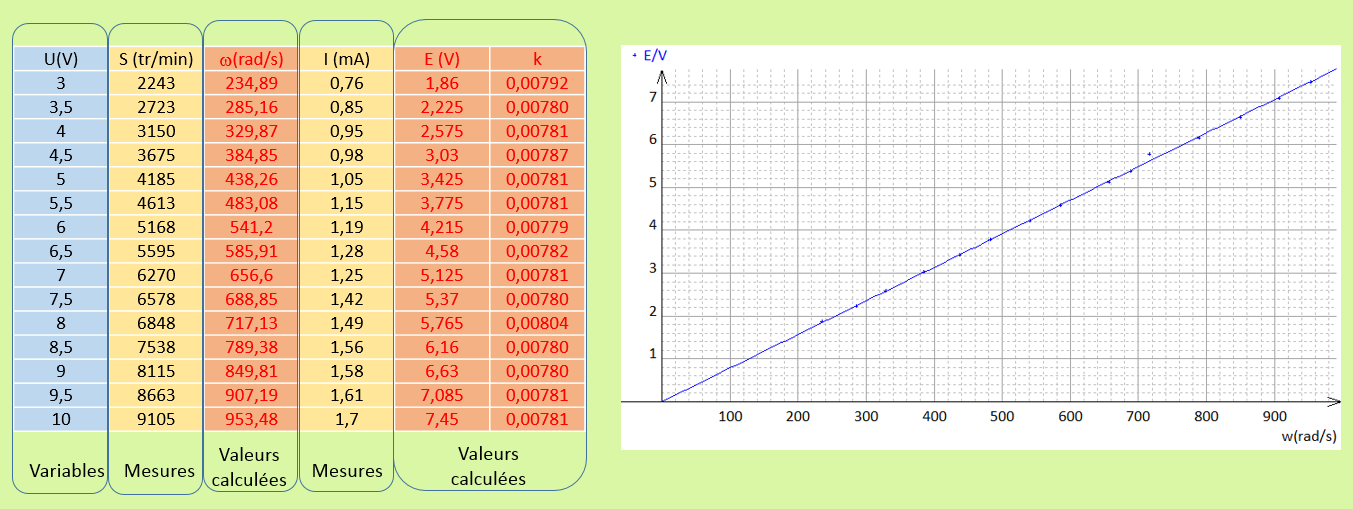 U(V) S (tr/min) ω(rad/s) I (mA) E (V) k
3 2243 234,89 0,76 1,86 0,00792
3,5 2723 285,16 0,85 2,225 0,00780
4 3150 329,87 0,95 2,575 0,00781
4,5 3675 384,85 0,98 3,03 0,00787
5 4185 438,26 1,05 3,425 0,00781
5,5 4613 483,08 1,15 3,775 0,00781
6 5168 541,2 1,19 4,215 0,00779
6,5 5595 585,91 1,28 4,58 0,00782
7 6270 656,6 1,25 5,125 0,00781
7,5 6578 688,85 1,42 5,37 0,00780
8 6848 717,13 1,49 5,765 0,00804
8,5 7538 789,38 1,56 6,16 0,00780
9 8115 849,81 1,58 6,63 0,00780
9,5 8663 907,19 1,61 7,085 0,00781
10 9105 953,48 1,7 7,45 0,00781
Variables Mesures Valeurs calculées Mesures Valeurs calculées
E/V
7
6
5
4
3
2
1
100 200 300 400 500 600 700 800 900
w(rad/s)